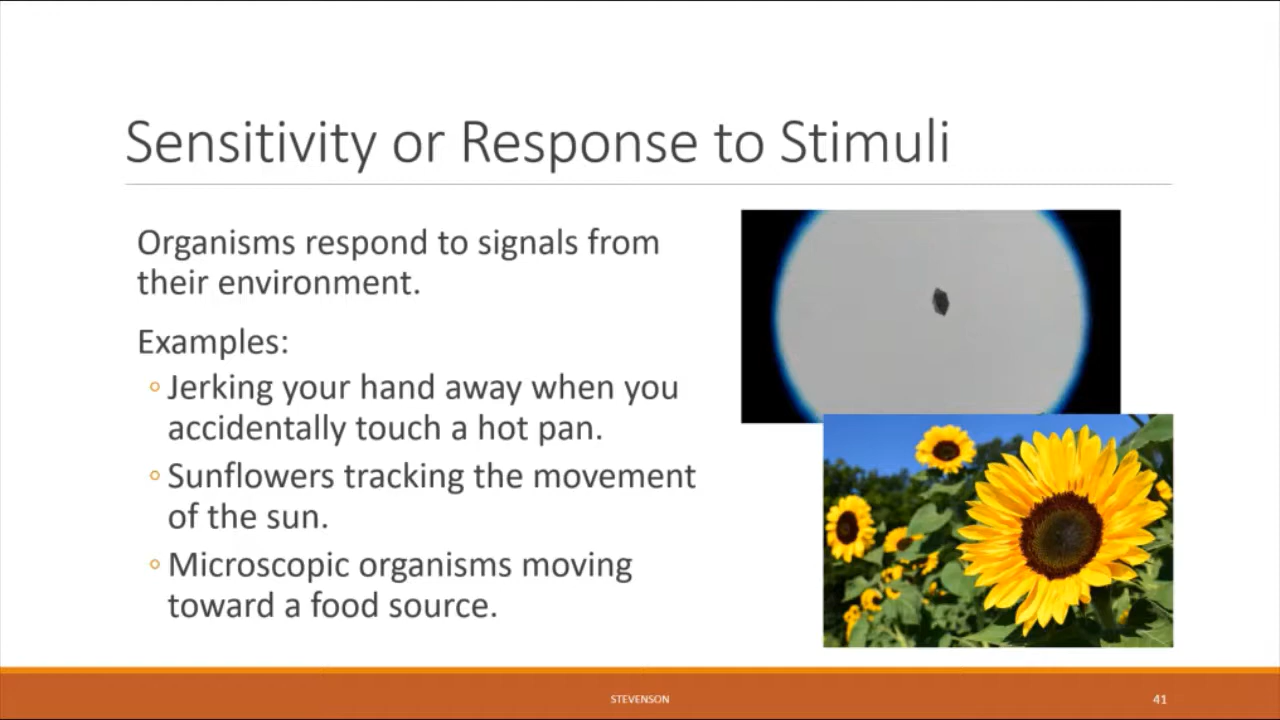 Sensitivity or Response to Stimuli
Organisms respond to signals from
their environment.
Examples:
◦ Jerking your hand away when you
accidentally touch a hot pan.
◦ Sunflowers tracking the movement
of the sun.
◦ Microscopic organisms moving
toward a food source.
STEVENSON
41